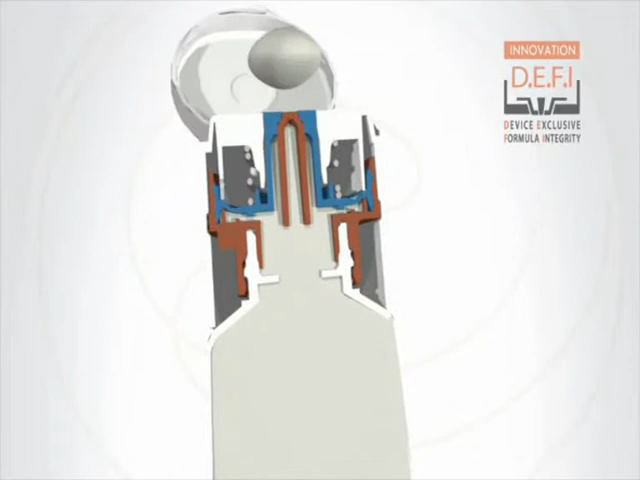 INNOVATION
D.E.F.I
DEVICE EXCLUSIVE
FORMULA INTEGRITY